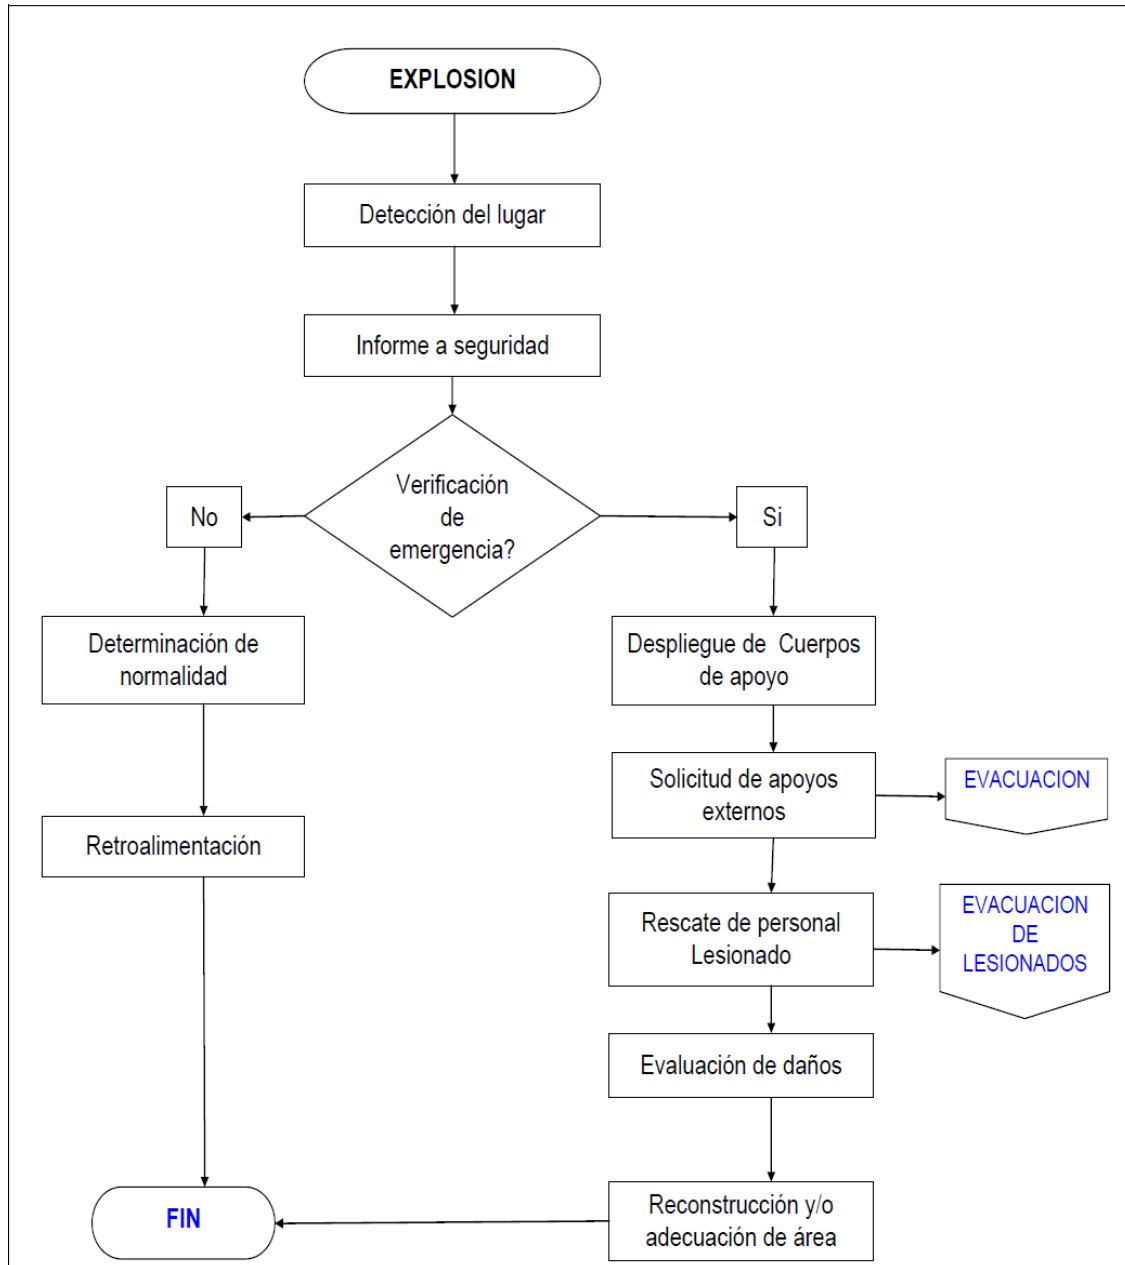 EXPLOSION
Detección del lugar
Informe a seguridad
Verificación
de
emergencia?
No
Si
Determinación de
normalidad
Despliegue de Cuerpos
de apoyo
Solicitud de apoyos
externos
EVACUACION
Retroalimentación
Rescate de personal
Lesionado
EVACUACION
DE
LESIONADOS
Evaluación de daños
Reconstrucción y/o
adecuación de área
FIN